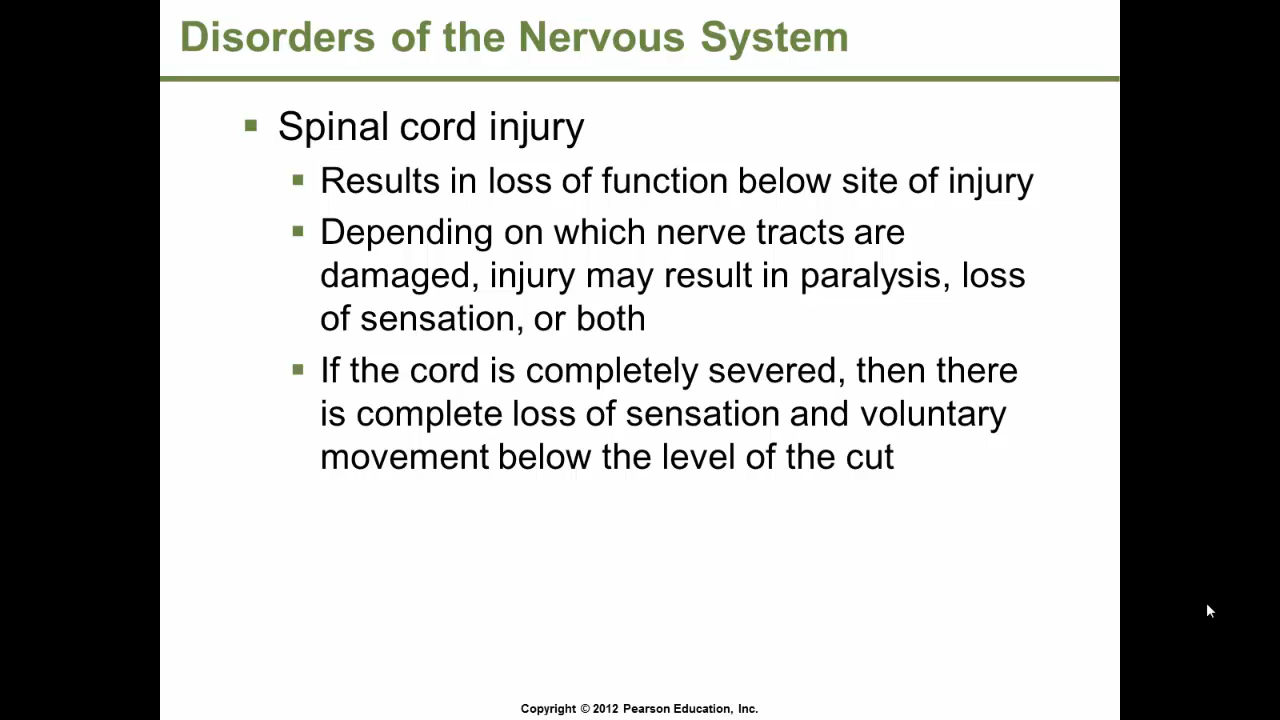 Disorders of the Nervous System
▪ Spinal cord injury
▪ Results in loss of function below site of injury
▪ Depending on which nerve tracts are
damaged, injury may result in paralysis, loss
of sensation, or both
▪ If the cord is completely severed, then there
is complete loss of sensation and voluntary
movement below the level of the cut
Copyright © 2012 Pearson Education, Inc.